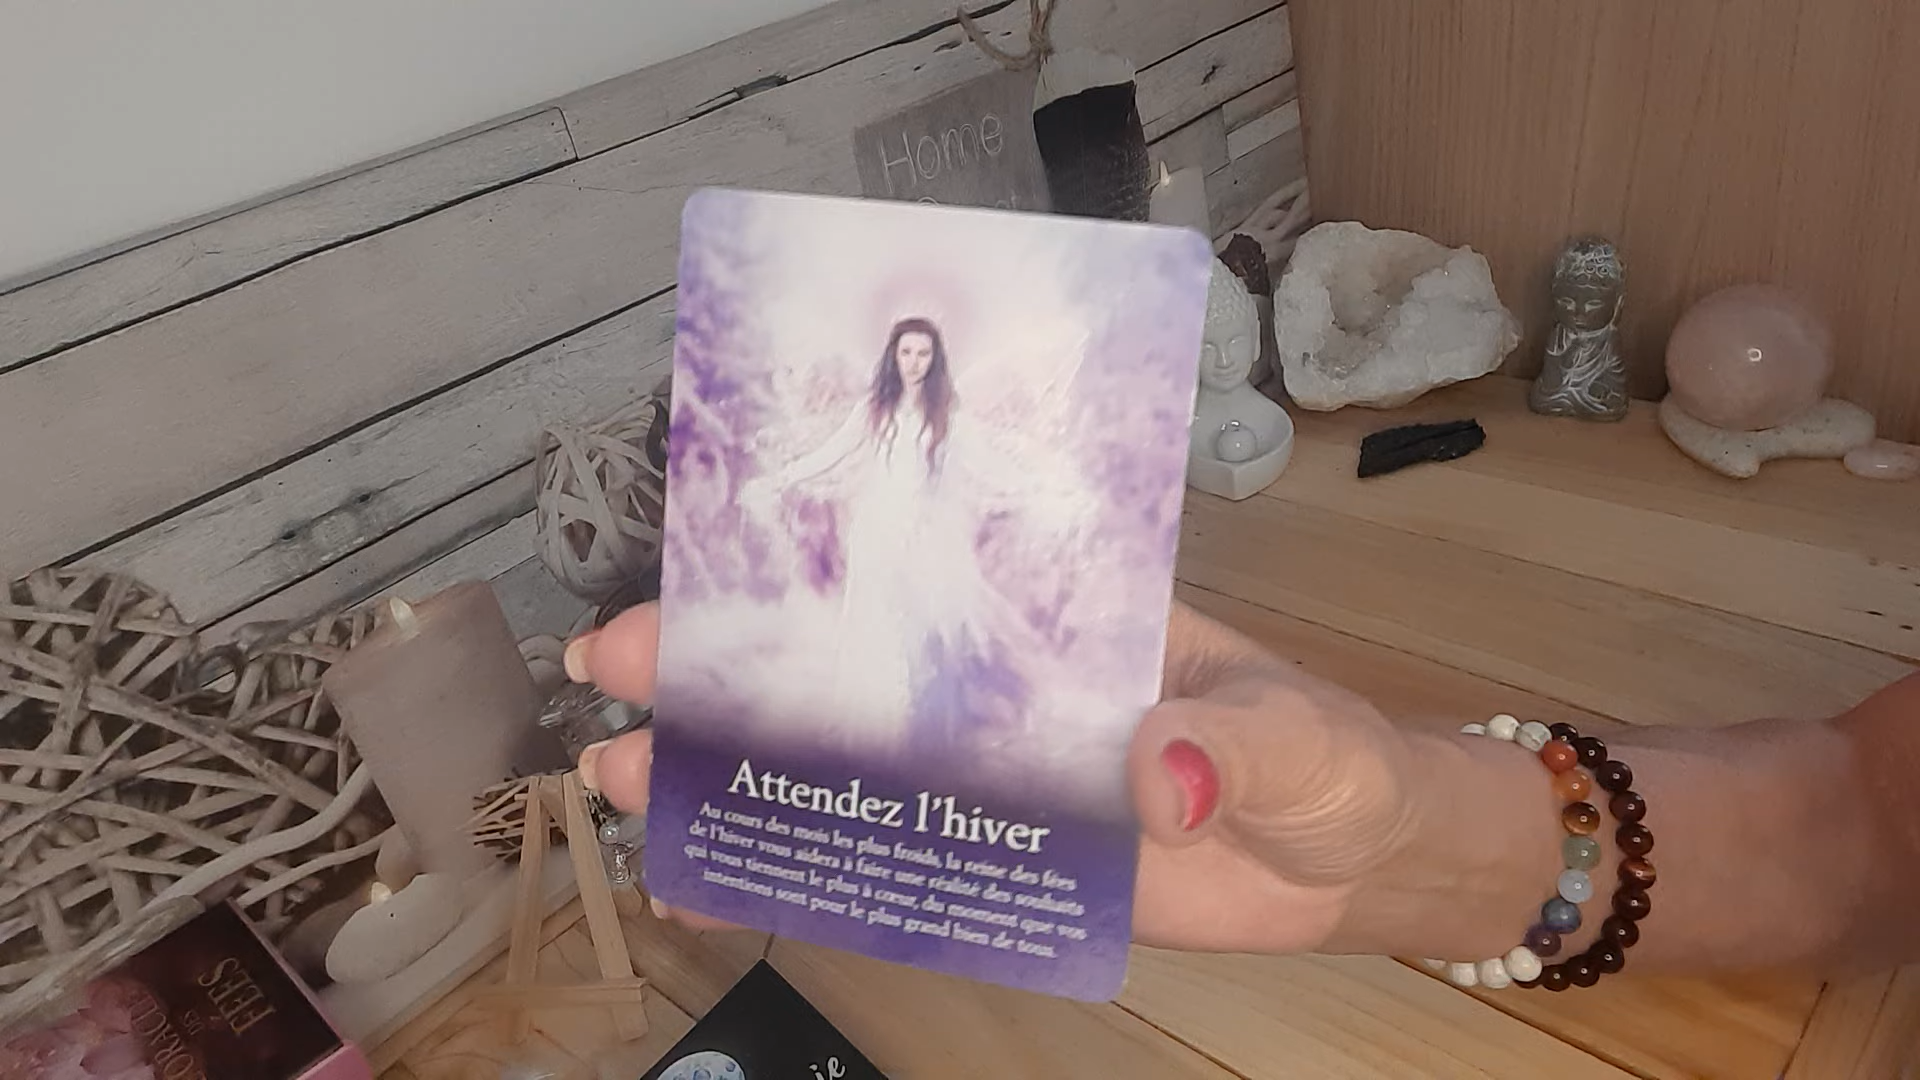 Home
Attendez l'hiver
Au cours des mois les plus froids, la reine des fées
de l'hiver vous aidera à faire une réalité des souhaits
qui vous tiennent le plus à cœur, du moment que vos
intentions sont pour le plus grand bien de tous.
L'ORACLE
DES
FÉES